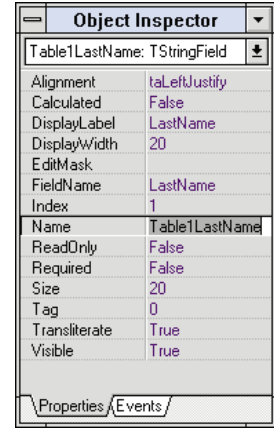 Object Inspector
Table1LastName: TStringField
Alignment taLeftJustify
Calculated False
DisplayLabel LastName
DisplayWidth 20
EditMask
FieldName LastName
Index 1
Name Table1LastName
ReadOnly False
Required False
Size 20
Tag 0
Transliterate True
Visible True
Properties Events